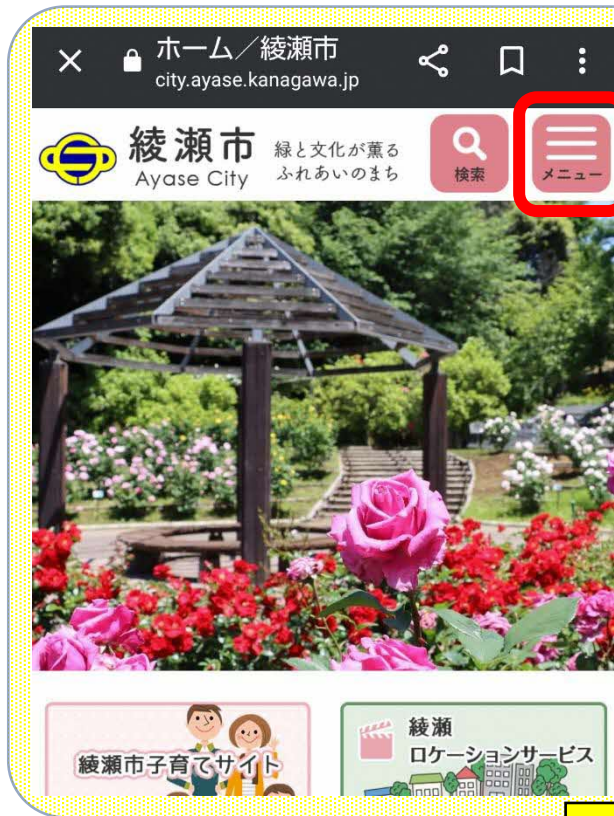 ホーム／綾瀬市
city.ayase.kanagawa.jp
綾瀬市
Ayase City
緑と文化が薫る
ふれあいのまち
検索
メニュー
綾瀬市子育てサイト
綾瀬
ロケーションサービス